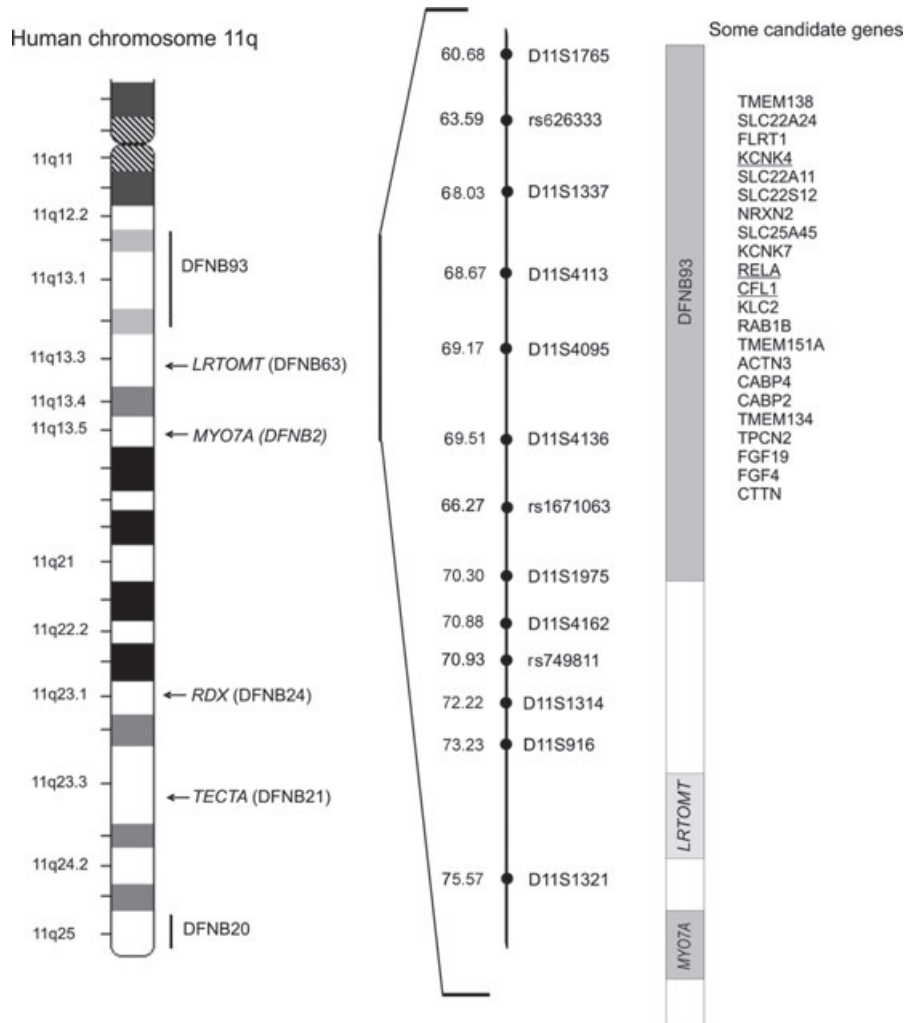 Human chromosome 11q
Some candidate genes
11q11
11q12.2
11q13.1
11q13.3
11q13.4
11q13.5
11q21
11q22.2
11q23.1
11q23.3
11q24.2
11q25
DFNB93
LRTOMT (DFNB63)
MYO7A (DFNB2)
RDX (DFNB24)
TECTA (DFNB21)
DFNB20
60.68 D11S1765
63.59 rs626333
68.03 D11S1337
68.67 D11S4113
69.17 D11S4095
69.51 D11S4136
66.27 rs1671063
70.30 D11S1975
70.88 D11S4162
70.93 rs749811
72.22 D11S1314
73.23 D11S916
75.57 D11S1321
DFNB93
LRTOMT
MYO7A
TMEM138
SLC22A24
FLRT1
KCNK4
SLC22A11
SLC22S12
NRXN2
SLC25A45
KCNK7
RELA
CFL1
KLC2
RAB1B
TMEM151A
ACTN3
CABP4
CABP2
TMEM134
TPCN2
FGF19
FGF4
CTTN